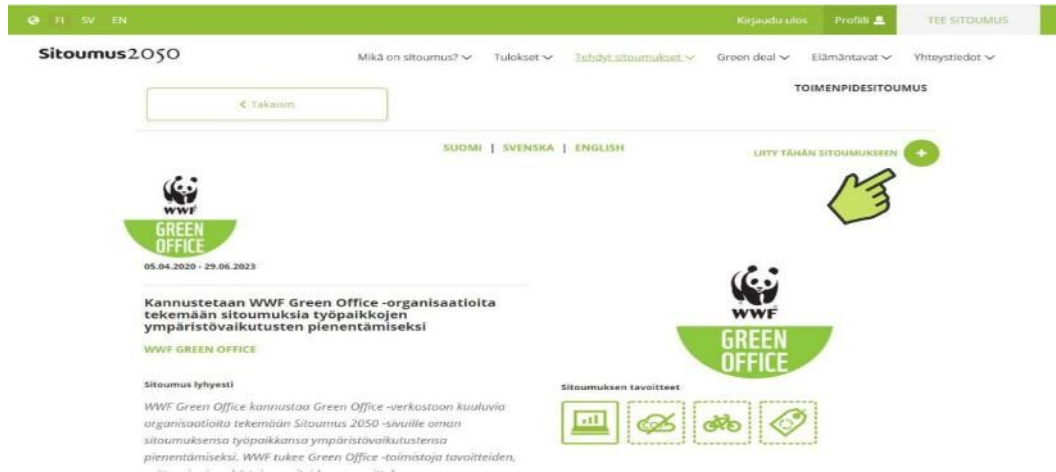 FI SV EN Kirjaudu ulos Profiili TEE SITOUMUS
Sitoumus2050 Mikä on sitoumus? Tulokset Tehdyt sitoumukset Green deal Elämäntavat Yhteystiedot
TOIMENPIDESITOUMUS
Takaisin
SUOMI | SVENSKA | ENGLISH
LIITY TÄHÄN SITOUMUKSEEN +
WWF
GREEN
OFFICE
05.04.2020 - 29.06.2023
Kannustetaan WWF Green Office -organisaatioita
tekemään sitoumuksia työpaikkojen
ympäristövaikutusten pienentämiseksi
WWF GREEN OFFICE
Sitoumus lyhyesti
WWF Green Office kannustaa Green Office -verkostoon kuuluvia
organisaatioita tekemään Sitoumus 2050 -sivuille oman
sitoumuksensa työpaikkansa ympäristövaikutustensa
pienentämiseksi. WWF tukee Green Office -toimistoja tavoitteiden,
WWF
GREEN
OFFICE
Sitoumuksen tavoitteet